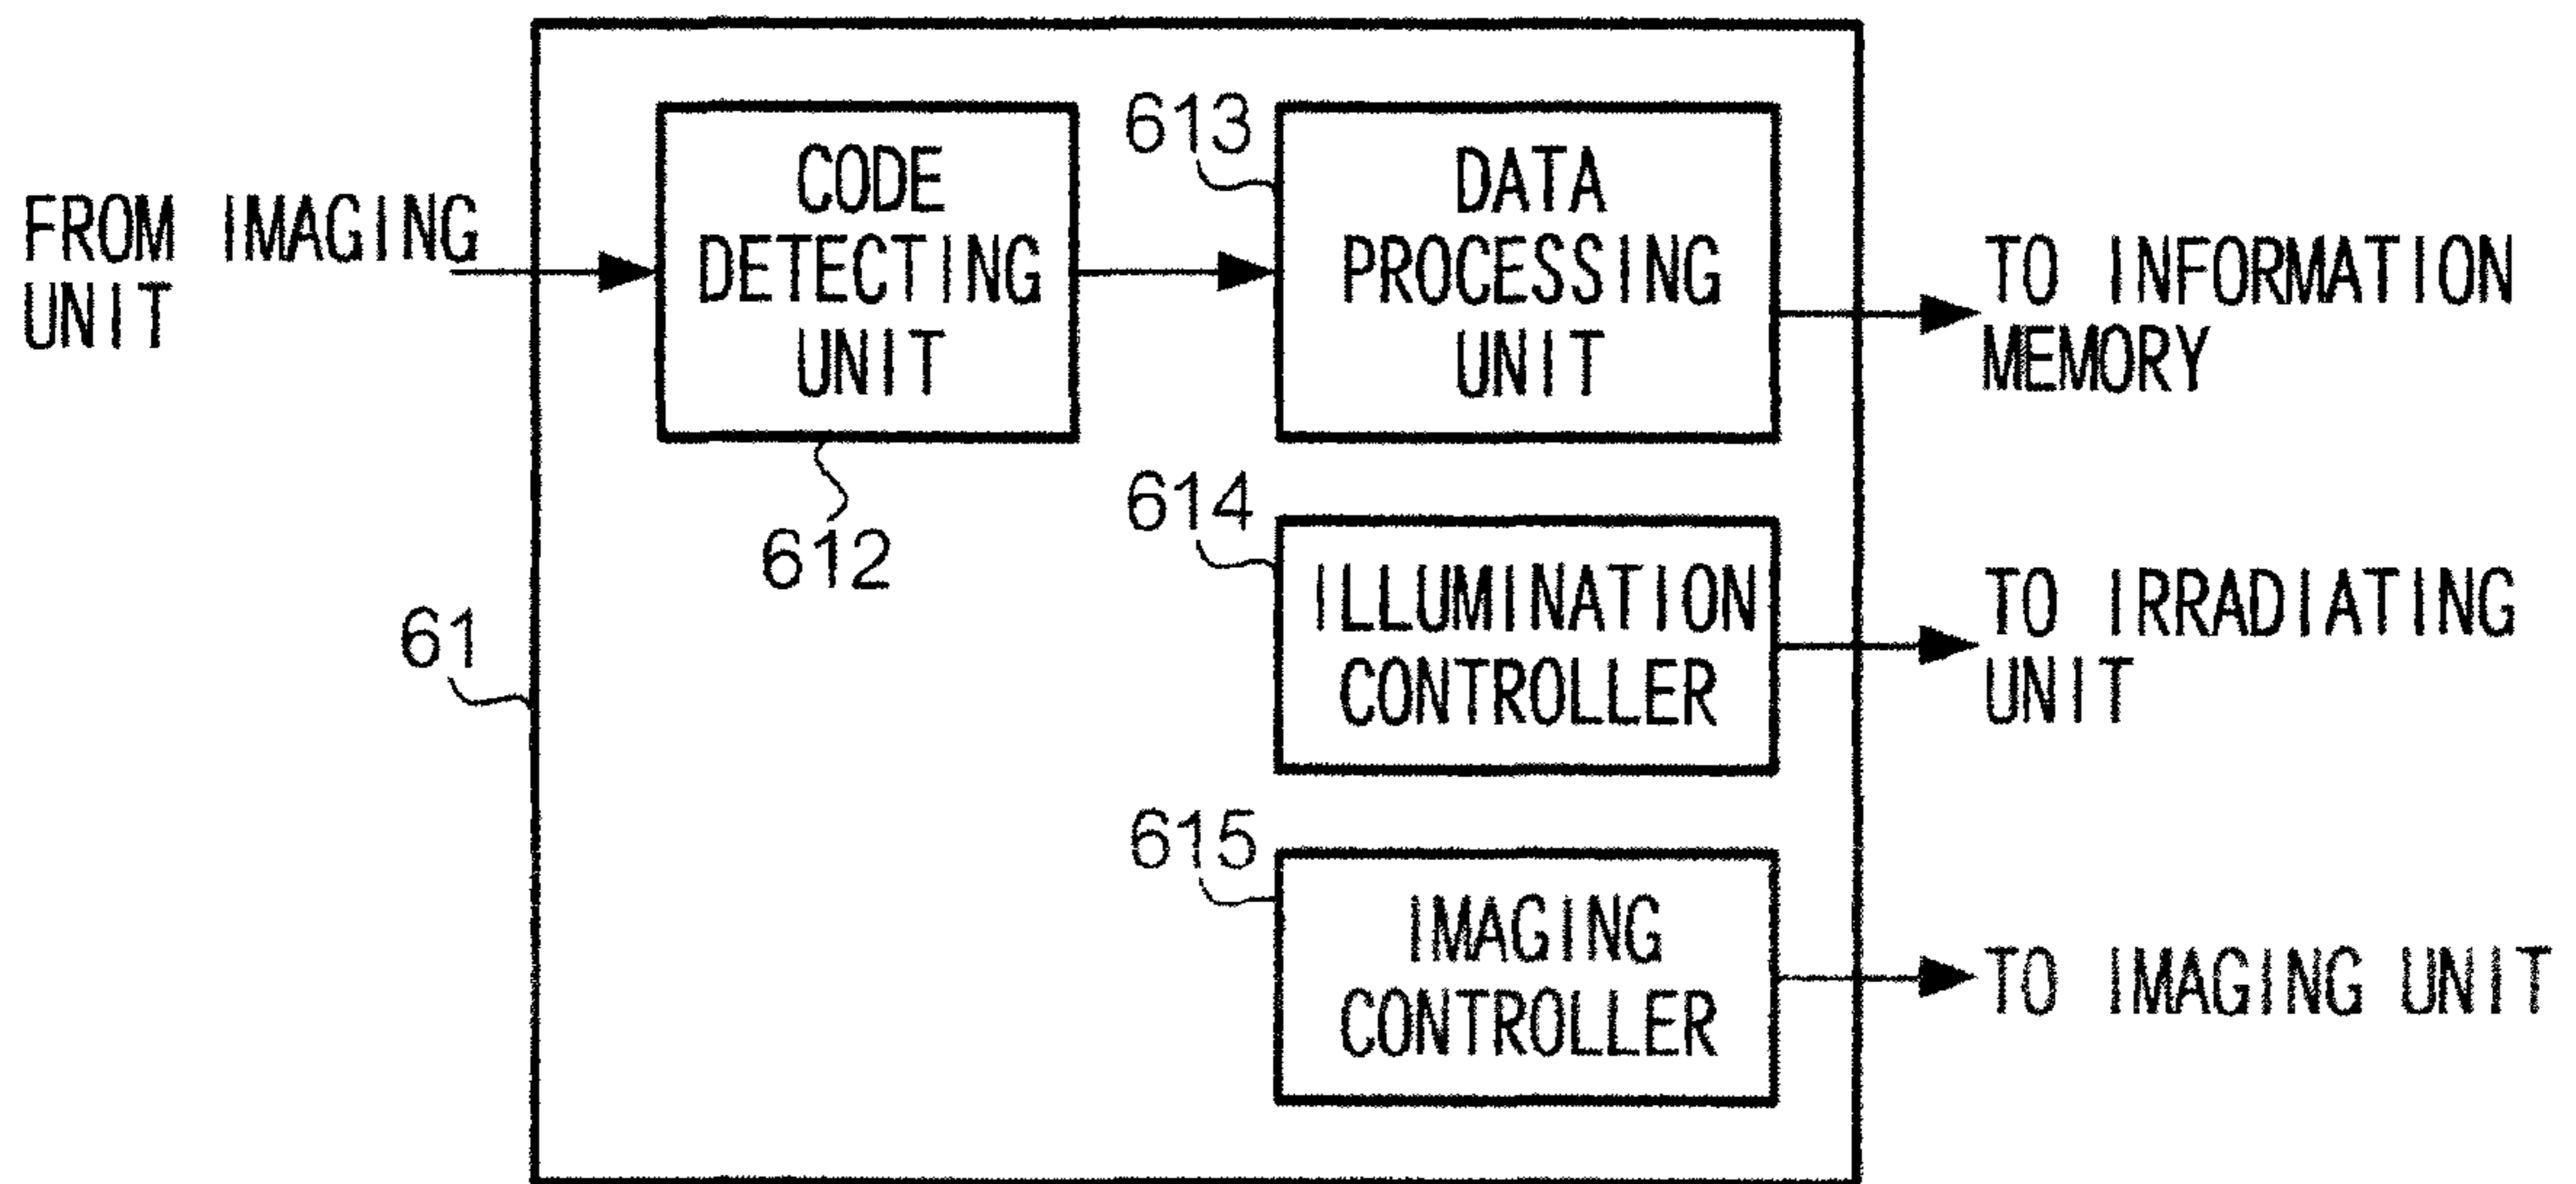 FROM IMAGING
UNIT
CODE
DETECTING
UNIT
612
613
DATA
PROCESSING
UNIT
TO INFORMATION
MEMORY
614
ILLUMINATION
CONTROLLER
TO IRRADIATING
UNIT
61
615
IMAGING
CONTROLLER
TO IMAGING UNIT